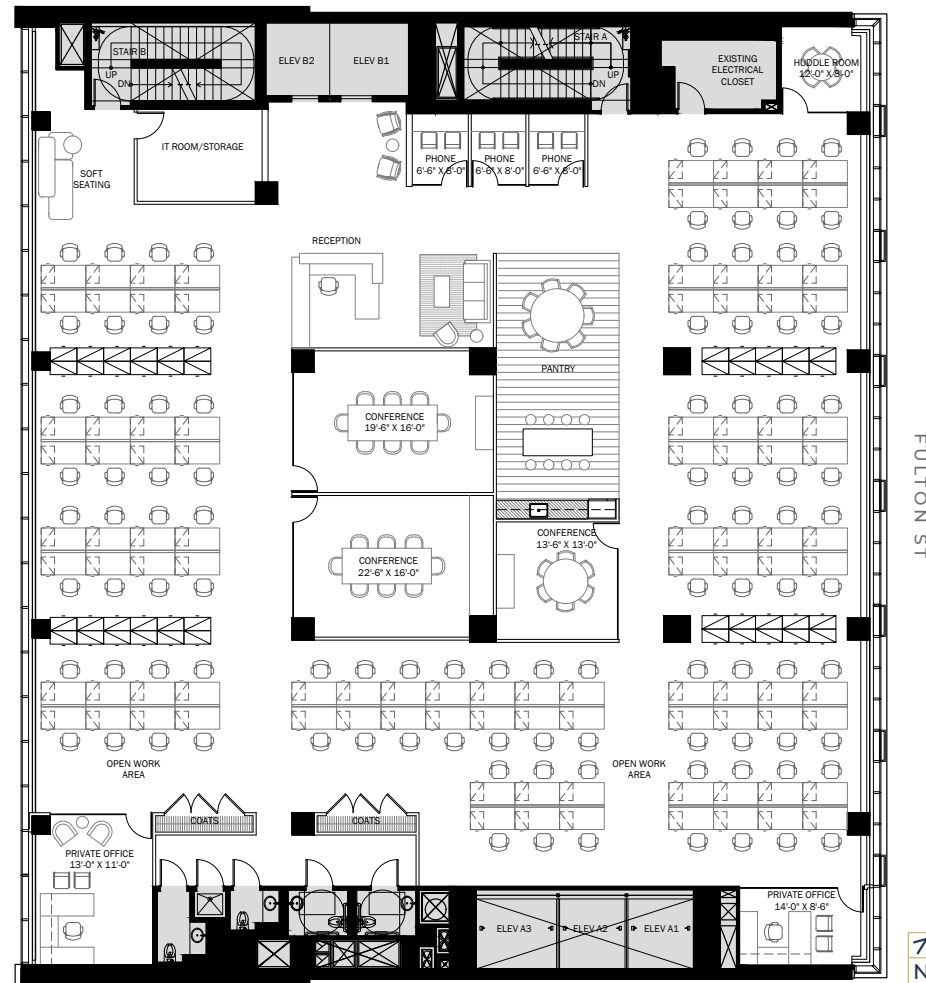 STAIR B
UP
DN
ELEV B2
ELEV B1
STAIR A
UP
DN
EXISTING
ELECTRICAL
CLOSET
HUDDLE ROOM
12'-0" X 8'-0"
IT ROOM/STORAGE
SOFT
SEATING
PHONE
6'-6" X 8'-0"
PHONE
6'-6" X 8'-0"
PHONE
6'-6" X 8'-0"
RECEPTION
PANTRY
CONFERENCE
19'-6" X 16'-0"
FULTON ST
CONFERENCE
13'-6" X 13'-0"
CONFERENCE
22'-6" X 16'-0"
OPEN WORK
AREA
OPEN WORK
AREA
COATS
COATS
PRIVATE OFFICE
13'-0" X 11'-0"
PRIVATE OFFICE
14'-0" X 8'-6"
ELEV A3
ELEV A2
ELEV A1
N